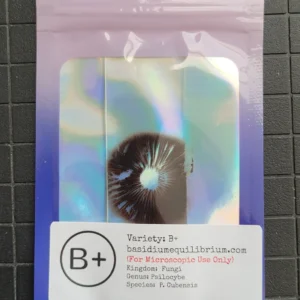 B+
Variety: B+
basidiumequilibrium.com
(For Microscopic Use Only)
Kingdom: Fungi
Genus: Psilocybe
Species: P. Cubensis